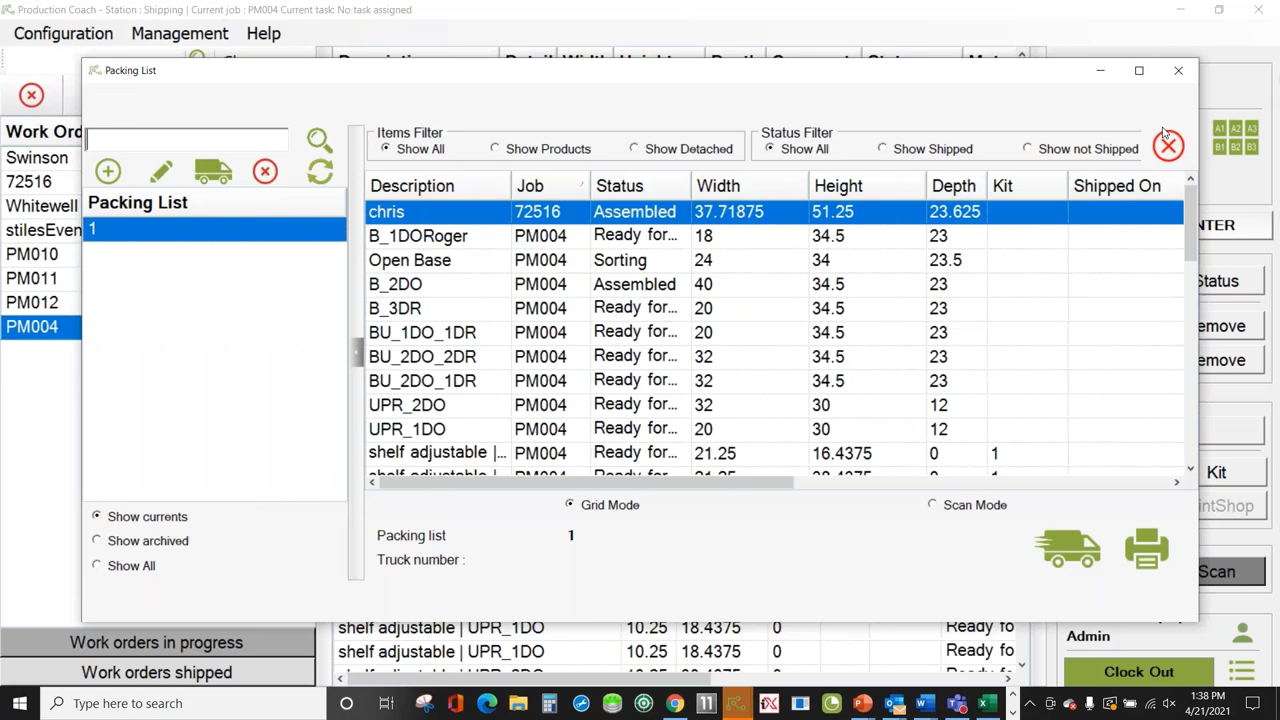 Production Coach - Station : Shipping | Current job : PM004 Current task: No task assigned
Configuration Management Help
Packing List
Work Ord
Swinson
72516
Whitewell
stilesEven
PM010
PM011
PM012
PM004
Packing List
1
Show currents
Show archived
Show All
Items Filter
Show All Show Products Show Detached
Status Filter
Show All Show Shipped Show not Shipped
Description Job Status Width Height Depth Kit Shipped On
chris 72516 Assembled 37.71875 51.25 23.625
B_1DORoger PM004 Ready for... 18 34.5 23
Open Base PM004 Sorting 24 34 23.5
B_2DO PM004 Assembled 40 34.5 23
B_3DR PM004 Ready for... 20 34.5 23
BU_1DO_1DR PM004 Ready for... 20 34.5 23
BU_2DO_2DR PM004 Ready for... 32 34.5 23
BU_2DO_1DR PM004 Ready for... 32 34.5 23
UPR_2DO PM004 Ready for... 32 30 12
UPR_1DO PM004 Ready for... 20 30 12
shelf adjustable |... PM004 Ready for... 21.25 16.4375 0 1
Grid Mode Scan Mode
Packing list 1
Truck number :
A1 A2 A3
B1 B2 B3
NTER
Status
emove
emove
Kit
intShop
Scan
shelf adjustable | UPR_1DO 10.25 18.4375 0 Ready fo
shelf adjustable | UPR_1DO 10.25 18.4375 0 Ready fo
Admin
Clock Out
Work orders in progress
Work orders shipped
Type here to search
11
1:38 PM
4/21/2021